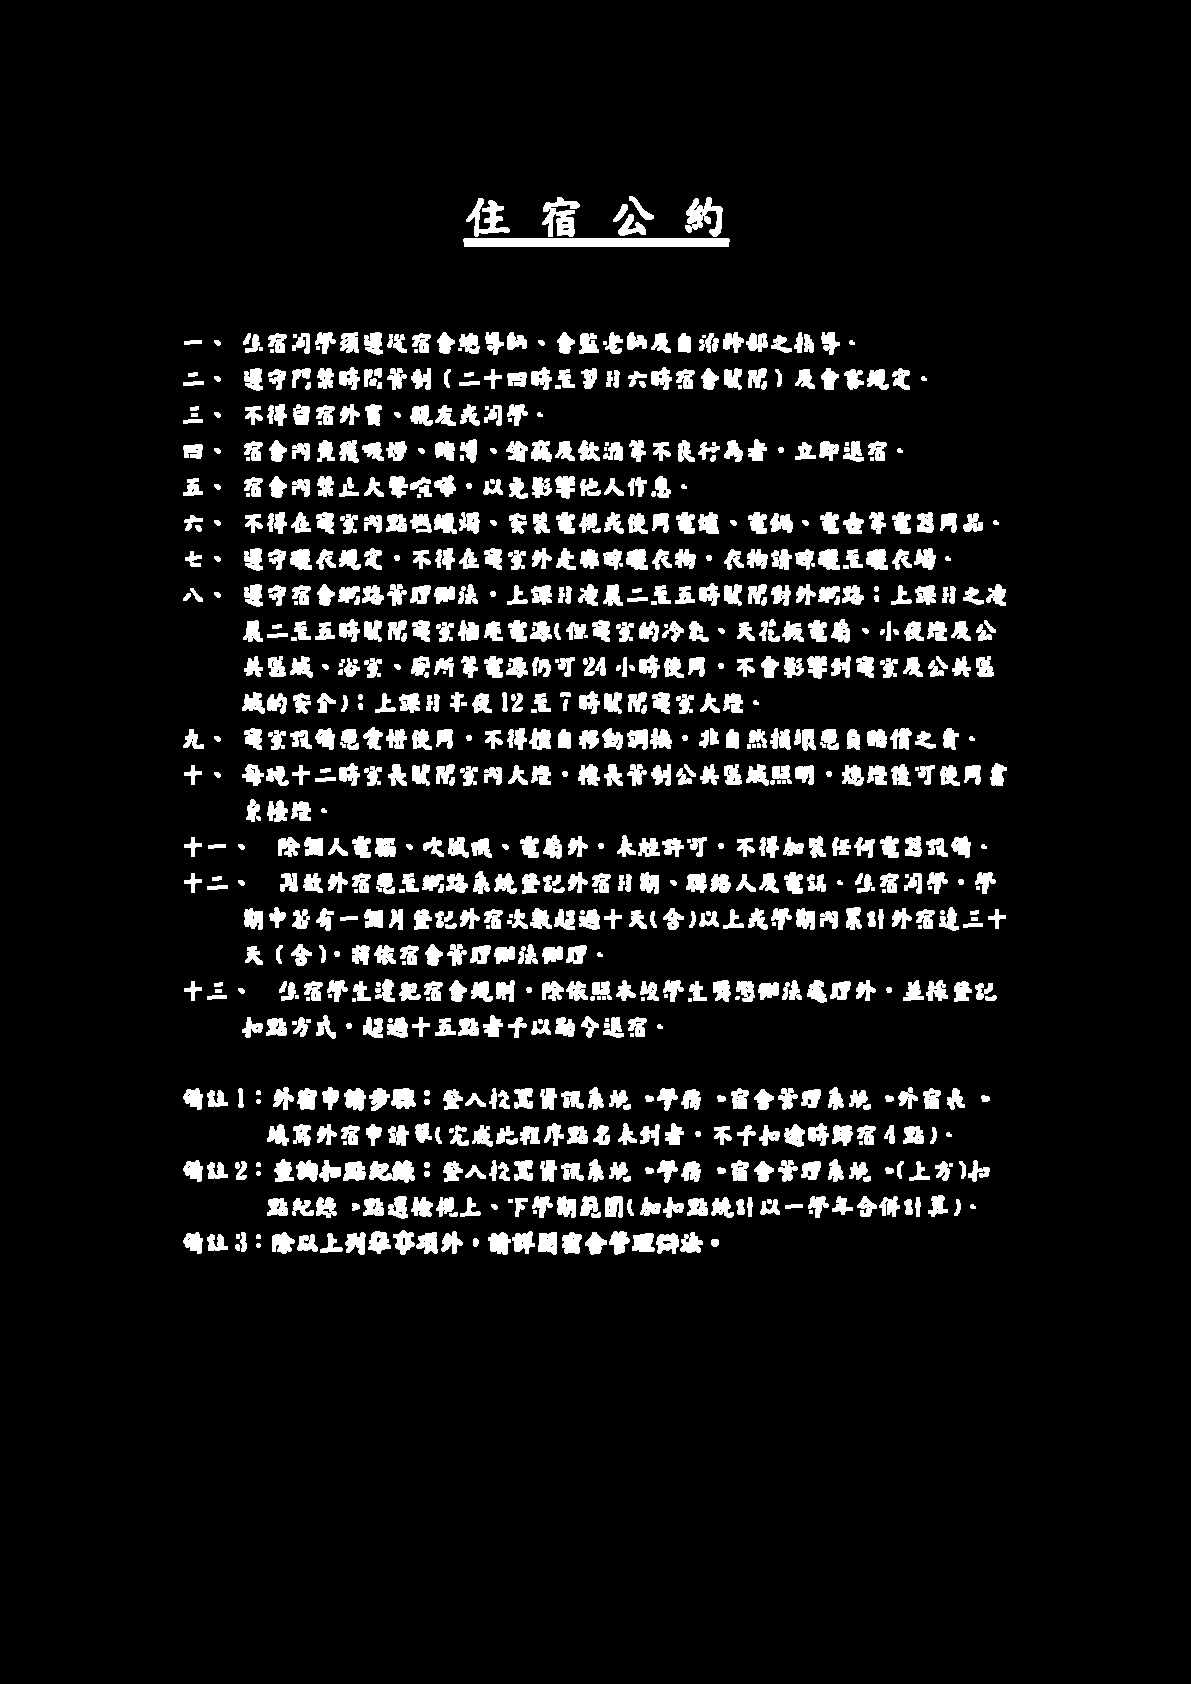 住宿公約
一、 住宿同學須遵從宿舍總導師、舍監老師及自治幹部之指導。
二、 遵守門禁時間管制（二十四時至翌日六時宿舍關閉）及會客規定。
三、 不得留宿外賓、親友或同學。
四、 宿舍內查獲吸煙、賭博、偷竊及飲酒等不良行為者，立即退宿。
五、 宿舍內禁止大聲喧嘩，以免影響他人作息。
六、 不得在寢室內點燃蠟燭、安裝電視或使用電爐、電鍋、電壺等電器用品。
七、 遵守曬衣規定，不得在寢室外走廊晾曬衣物，衣物請晾曬至曬衣場。
八、 遵守宿舍網路管理辦法，上課日凌晨二至五時關閉對外網路；上課日之凌
晨二至五時關閉寢室插座電源(但寢室的冷氣、天花板電扇、小夜燈及公
共區域、浴室、廁所等電源仍可 24 小時使用，不會影響到寢室及公共區
域的安全)；上課日半夜 12 至 7 時關閉寢室大燈。
九、 寢室設備應愛惜使用，不得擅自移動調換，非自然損壞應負賠償之責。
十、 每晚十二時室長關閉室內大燈，樓長管制公共區域照明，熄燈後可使用書
桌檯燈。
十一、 除個人電腦、吹風機、電扇外，未經許可，不得加裝任何電器設備。
十二、 因故外宿應至網路系統登記外宿日期、聯絡人及電話。住宿同學，學
期中若有一個月登記外宿次數超過十天(含)以上或學期內累計外宿達三十
天（含），將依宿舍管理辦法辦理。
十三、 住宿學生違犯宿舍規則，除依照本校學生獎懲辦法處理外，並採登記
扣點方式，超過十五點者予以勒令退宿。
備註 1：外宿申請步驟：登入校園資訊系統→學務→宿舍管理系統→外宿表→
填寫外宿申請單(完成此程序點名未到者，不予扣逾時歸宿 4 點)。
備註 2：查詢扣點紀錄：登入校園資訊系統→學務→宿舍管理系統→(上方)扣
點紀錄→點選檢視上、下學期範圍(加扣點統計以一學年合併計算)。
備註 3：除以上列舉事項外，請詳閱宿舍管理辦法。